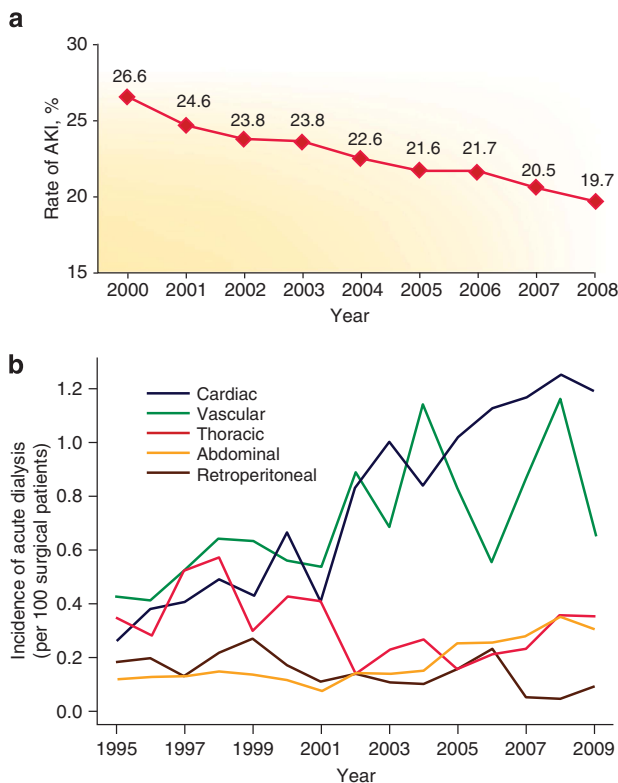 a
Rate of AKI, %
30
25
20
15
26.6
24.6
23.8
23.8
22.6
21.6
21.7
20.5
19.7
2000 2001 2002 2003 2004 2005 2006 2007 2008
Year
b
Incidence of acute dialysis
(per 100 surgical patients)
1.2
1.0
0.8
0.6
0.4
0.2
0.0
Cardiac
Vascular
Thoracic
Abdominal
Retroperitoneal
1995 1997 1999 2001 2003 2005 2007 2009
Year